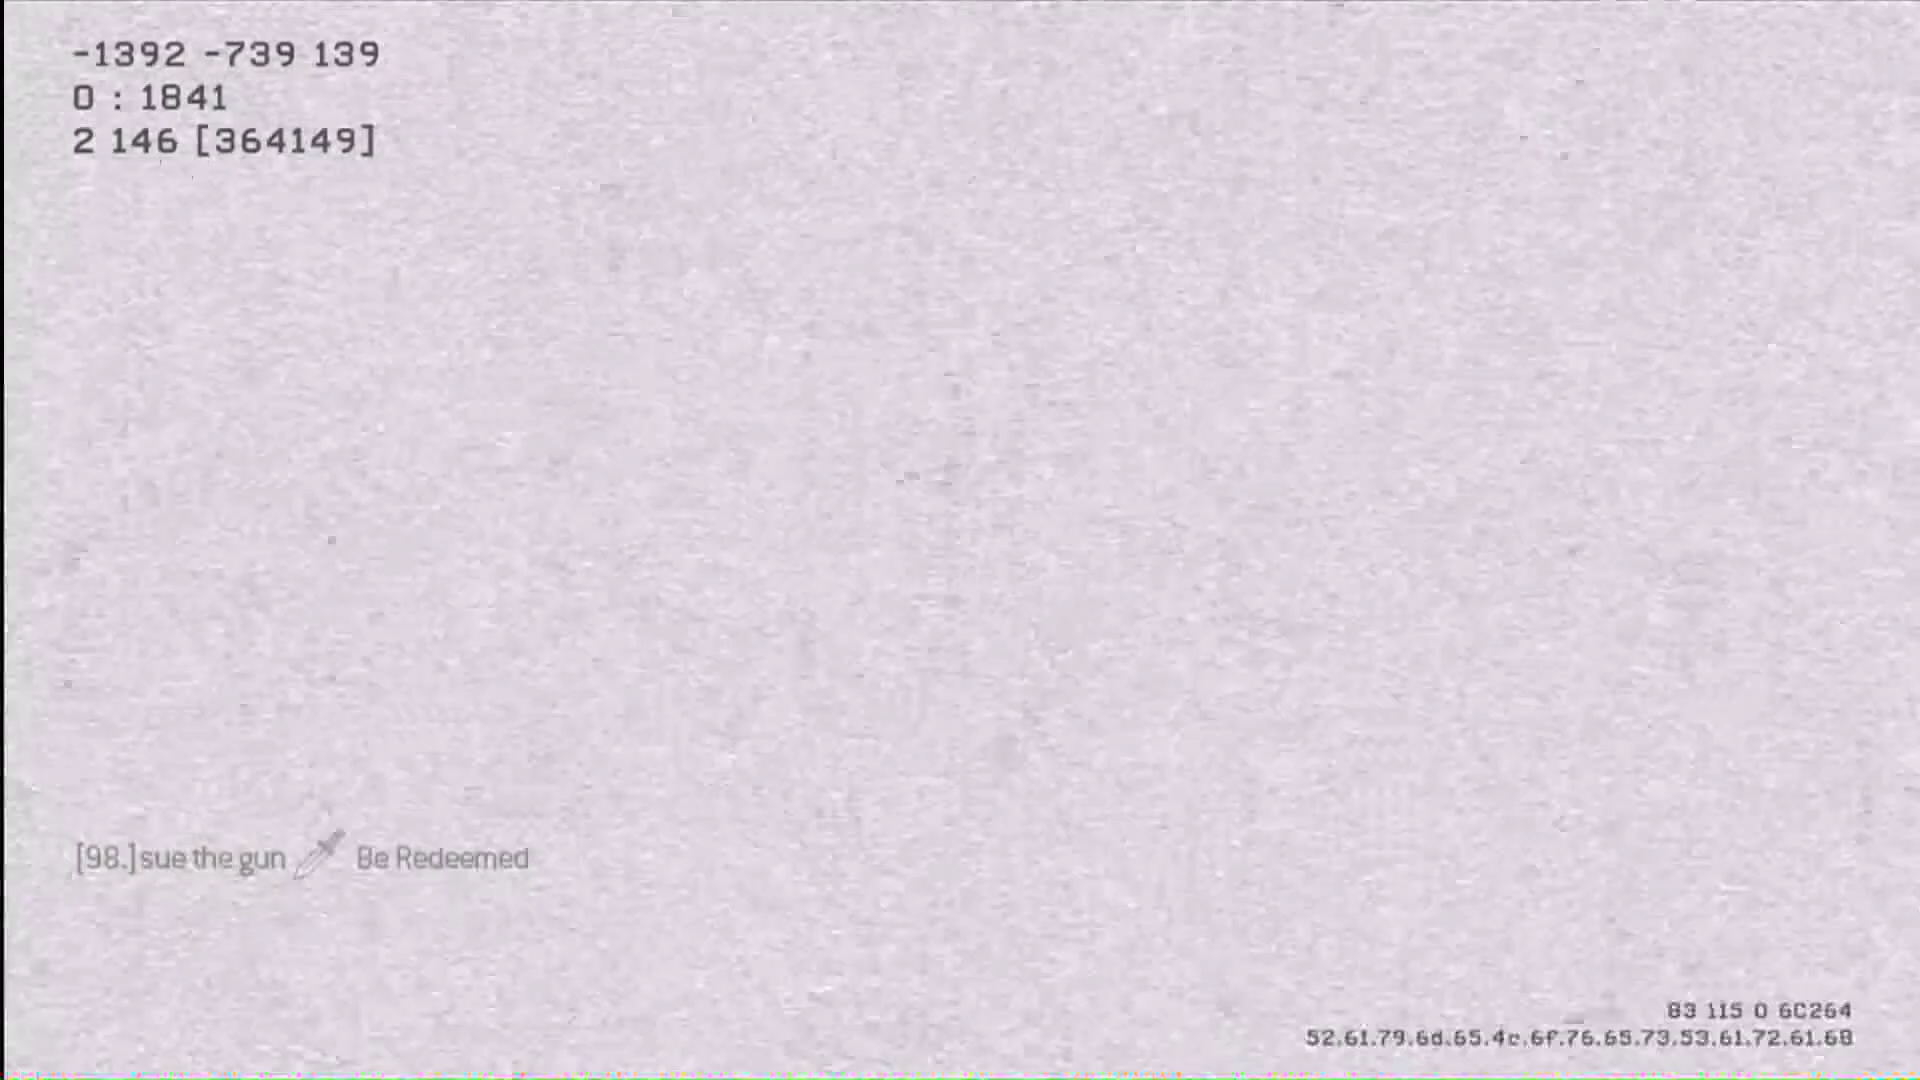 -1392 -739 139
0 : 1841
2 146 [364149]
[98.] sue the gun Be Redeemed
83 115 0 6C264
52.61.79.6d.65.4c.6f.76.65.73.53.61.72.61.68